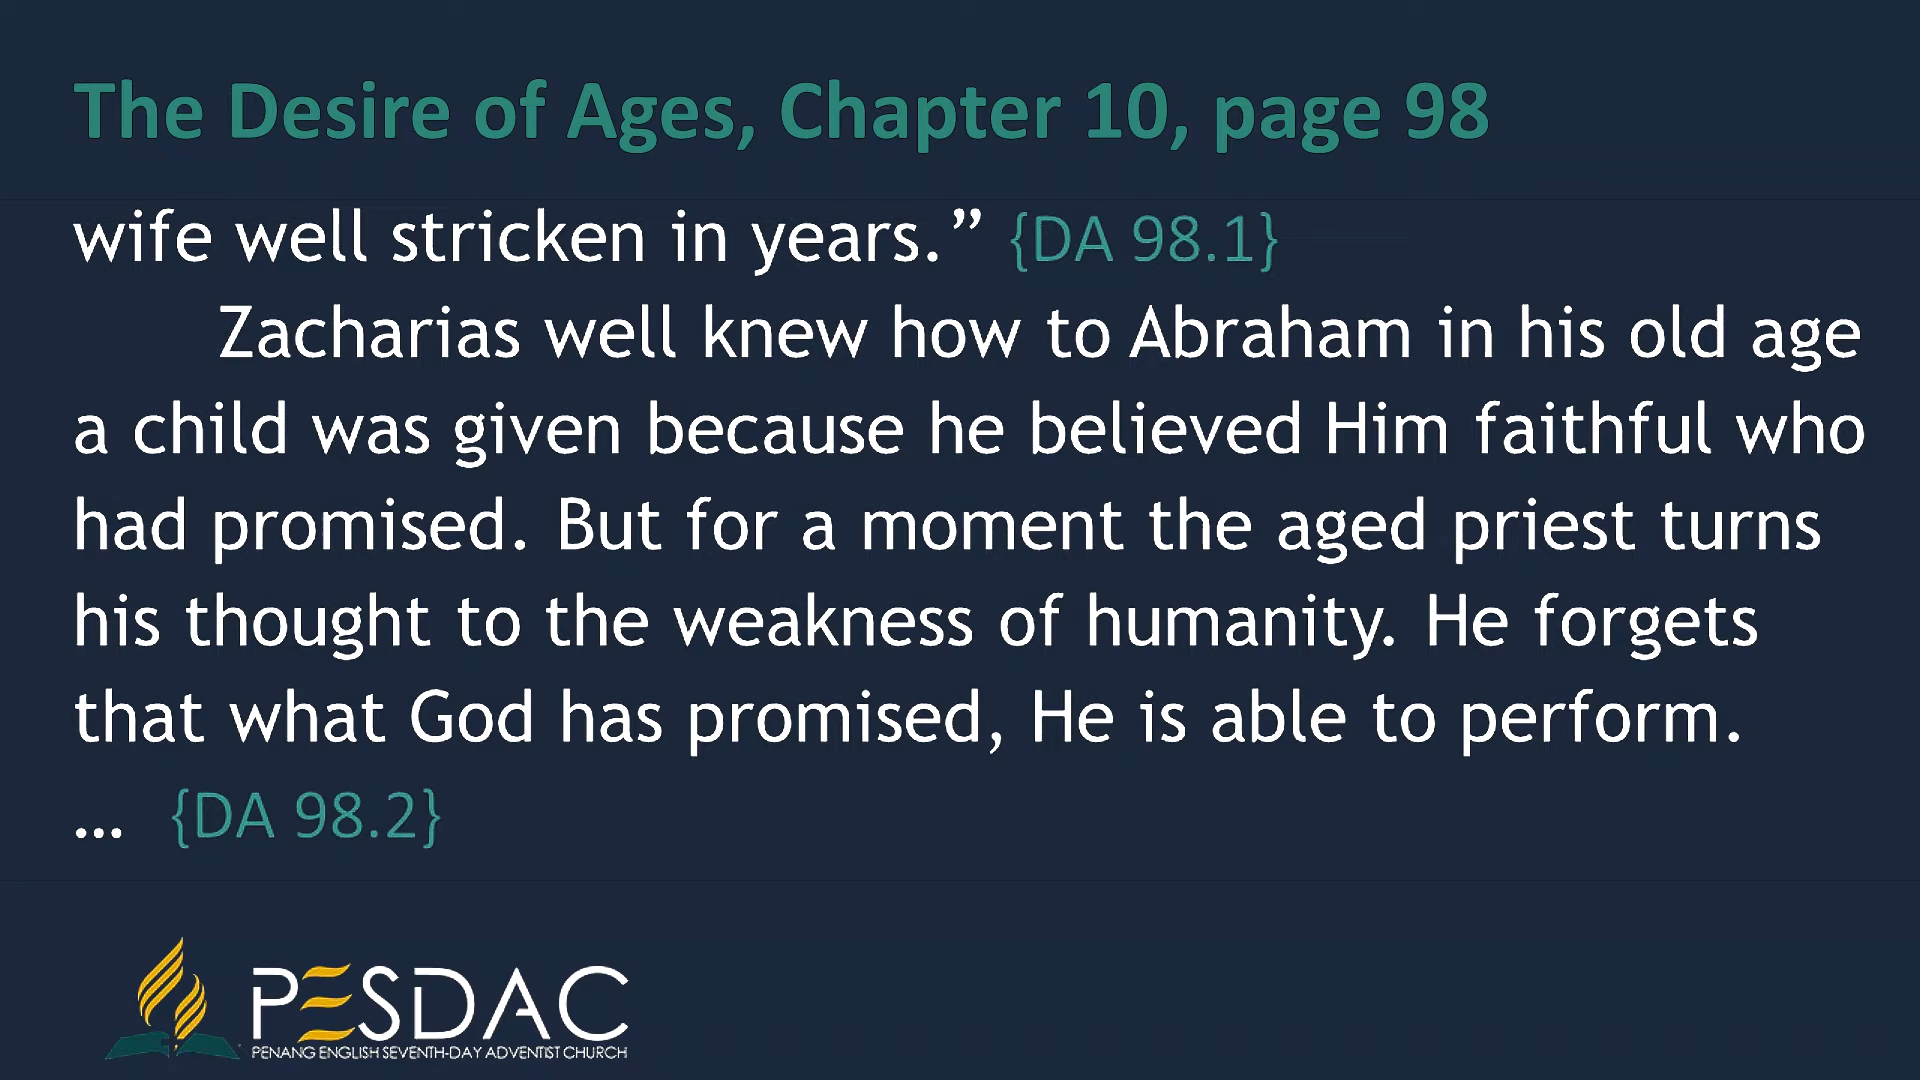 The Desire of Ages, Chapter 10, page 98
wife well stricken in years.” {DA 98.1}
Zacharias well knew how to Abraham in his old age
a child was given because he believed Him faithful who
had promised. But for a moment the aged priest turns
his thought to the weakness of humanity. He forgets
that what God has promised, He is able to perform.
… {DA 98.2}
PESDAC
PENANG ENGLISH SEVENTH-DAY ADVENTIST CHURCH